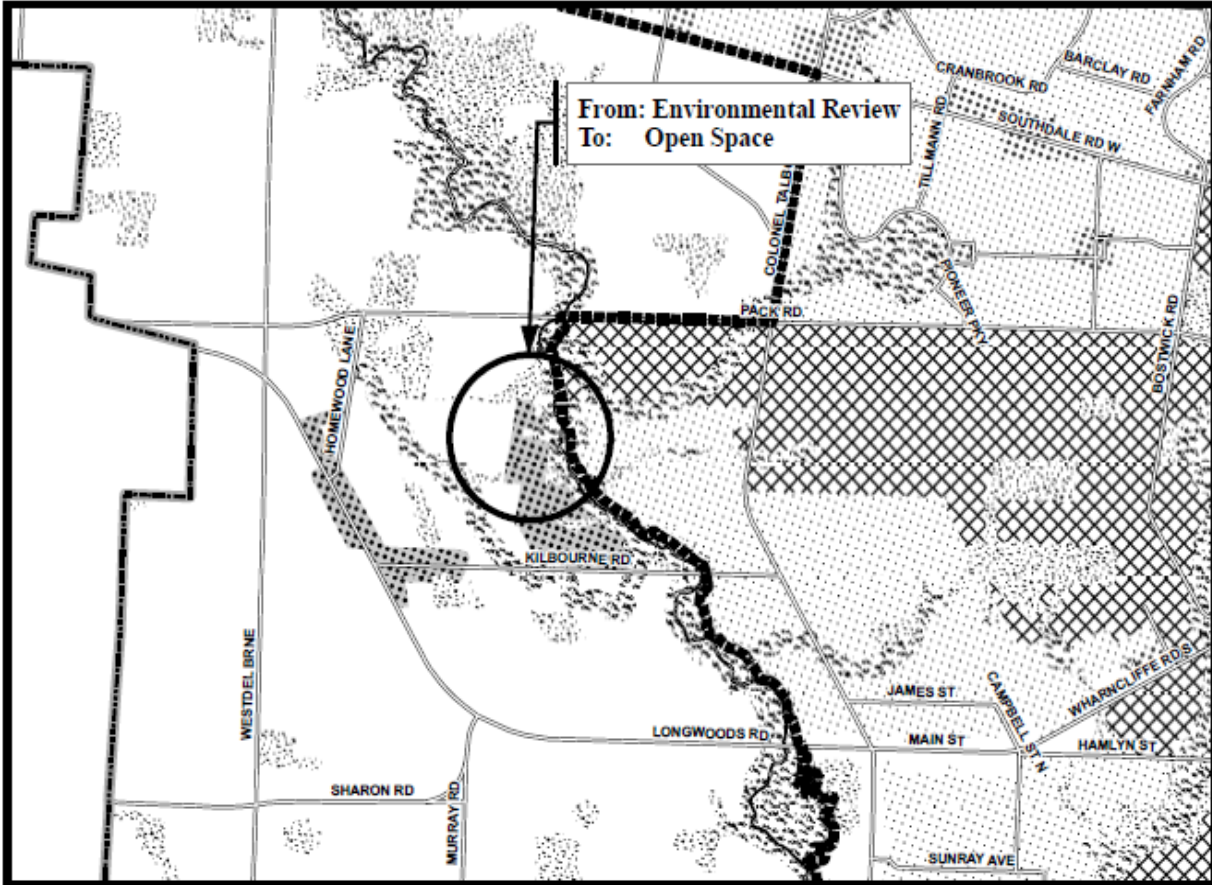 From: Environmental Review
To: Open Space
CRANBROOK RD
BARCLAY RD
FARNHAM RD
SOUTHDALE RD W
TILLMANN RD
COLONEL TALB
PIONEER PKY
PACK RD.
BOSTWICK RD
HOMEWOOD LANE
KILBOURNE RD
WESTDEL BRNE
WHARNCLIFFE RD S
JAMES ST
CAMPBELL ST N
LONGWOODS RD.
MAIN ST
HAMLYN ST
SHARON RD
MURRAY RD
SUNRAY AVE